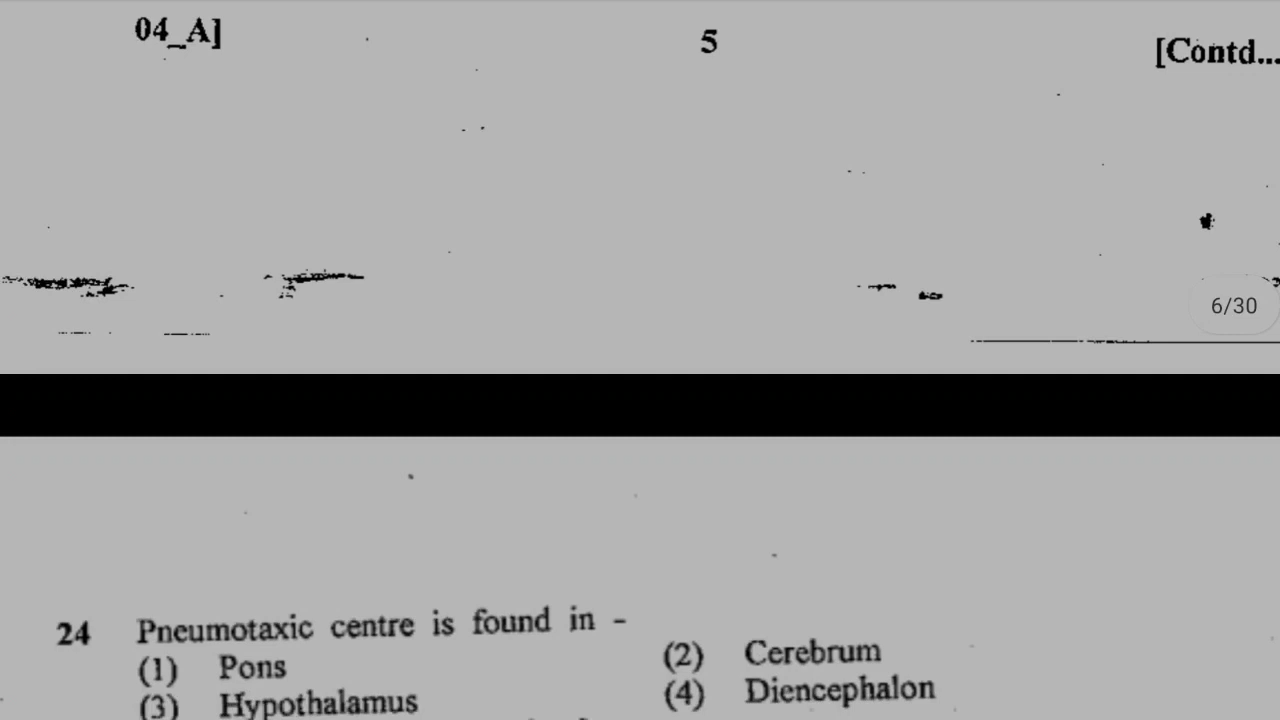 04_A] 5 [Contd...
6/30
24 Pneumotaxic centre is found in -
(1) Pons (2) Cerebrum
(3) Hypothalamus (4) Diencephalon